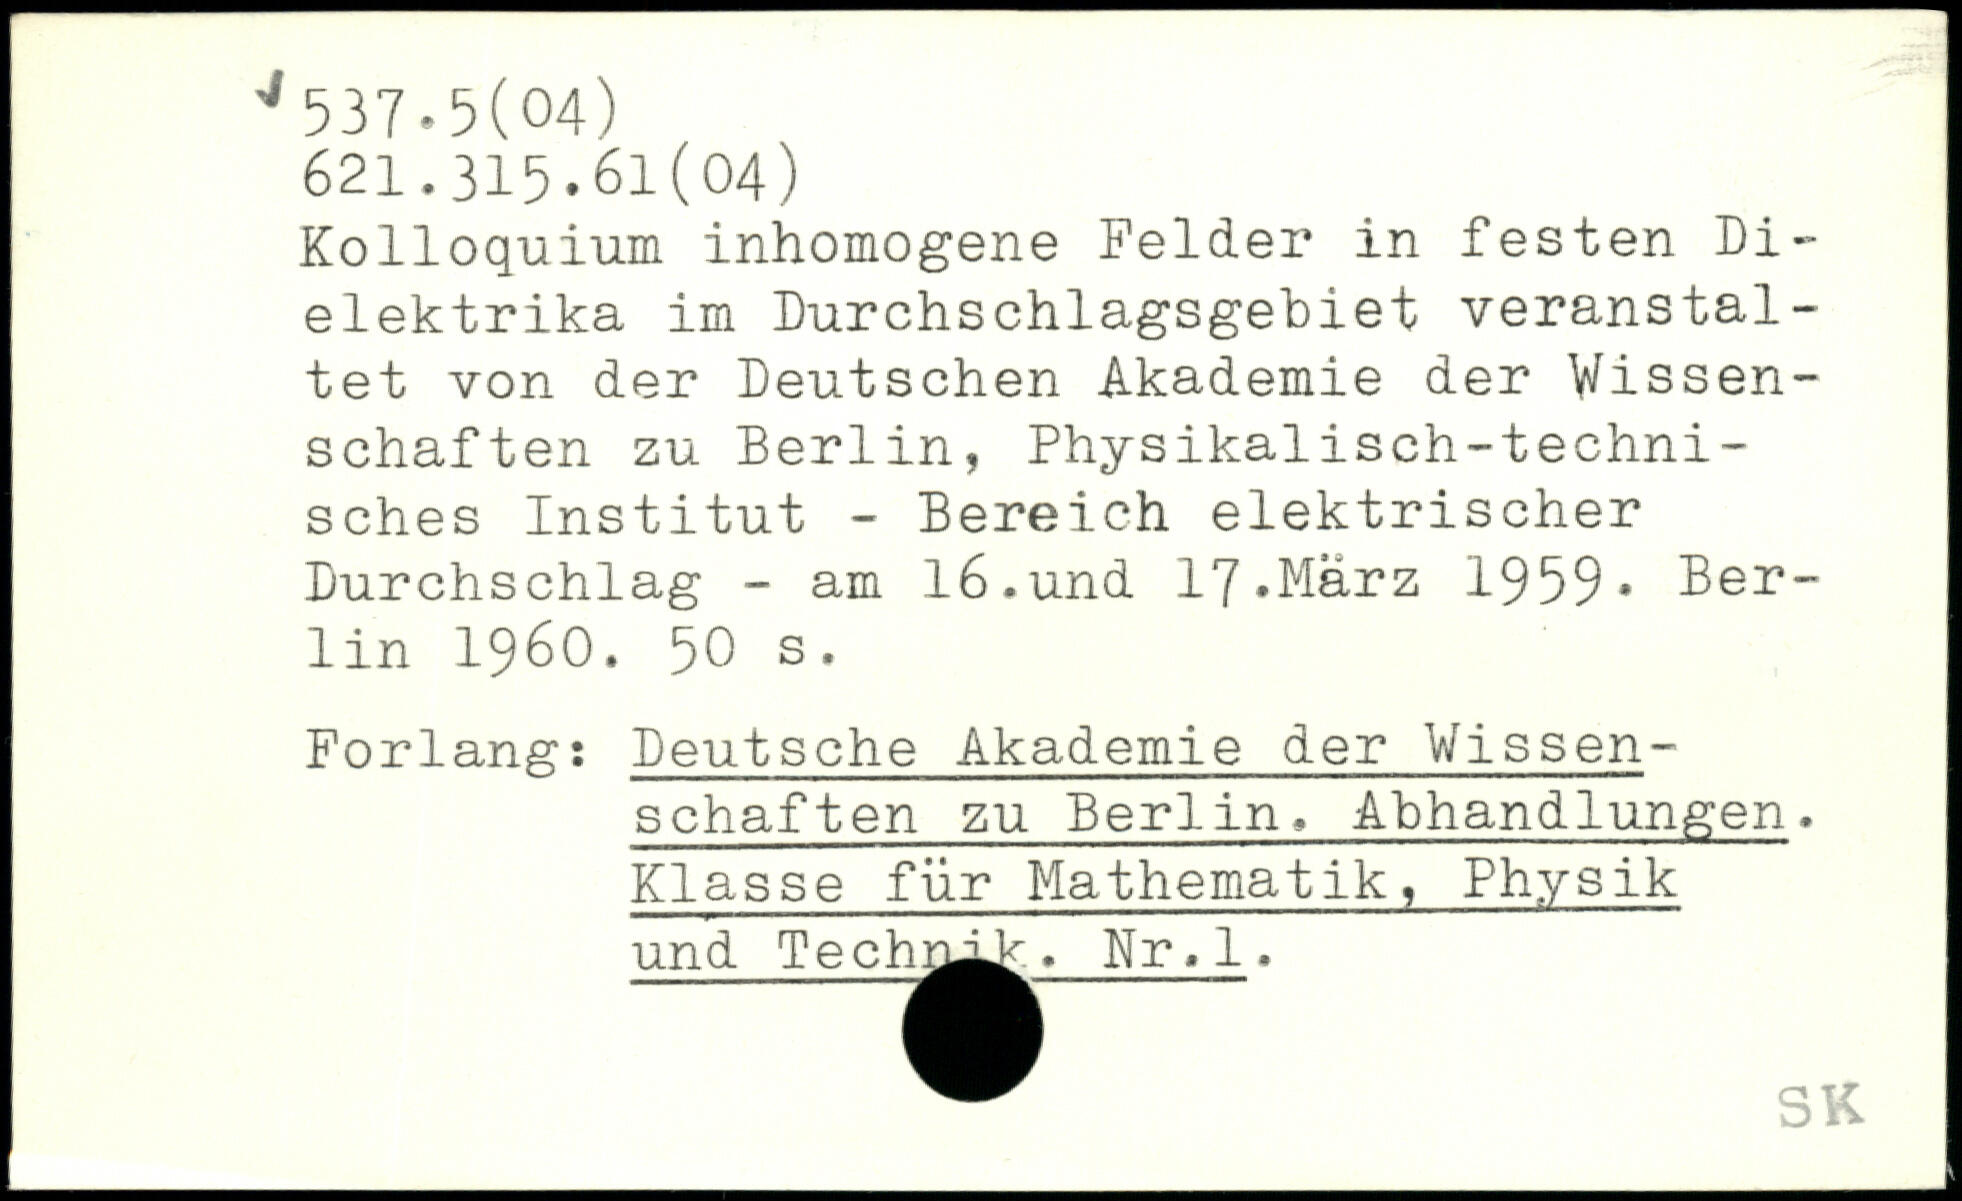 537.5(04)
621.315.61(04)
Kolloquium inhomogene Felder in festen Di-
elektrika im Durchschlagsgebiet veranstal-
tet von der Deutschen Akademie der Wissen-
schaften zu Berlin, Physikalisch-techni-
sches Institut - Bereich elektrischer
Durchschlag - am 16.und 17.März 1959. Ber-
lin 1960. 50 s.
Forlang: Deutsche Akademie der Wissen-
schaften zu Berlin. Abhandlungen.
Klasse für Mathematik, Physik
und Technik. Nr.1.
SK